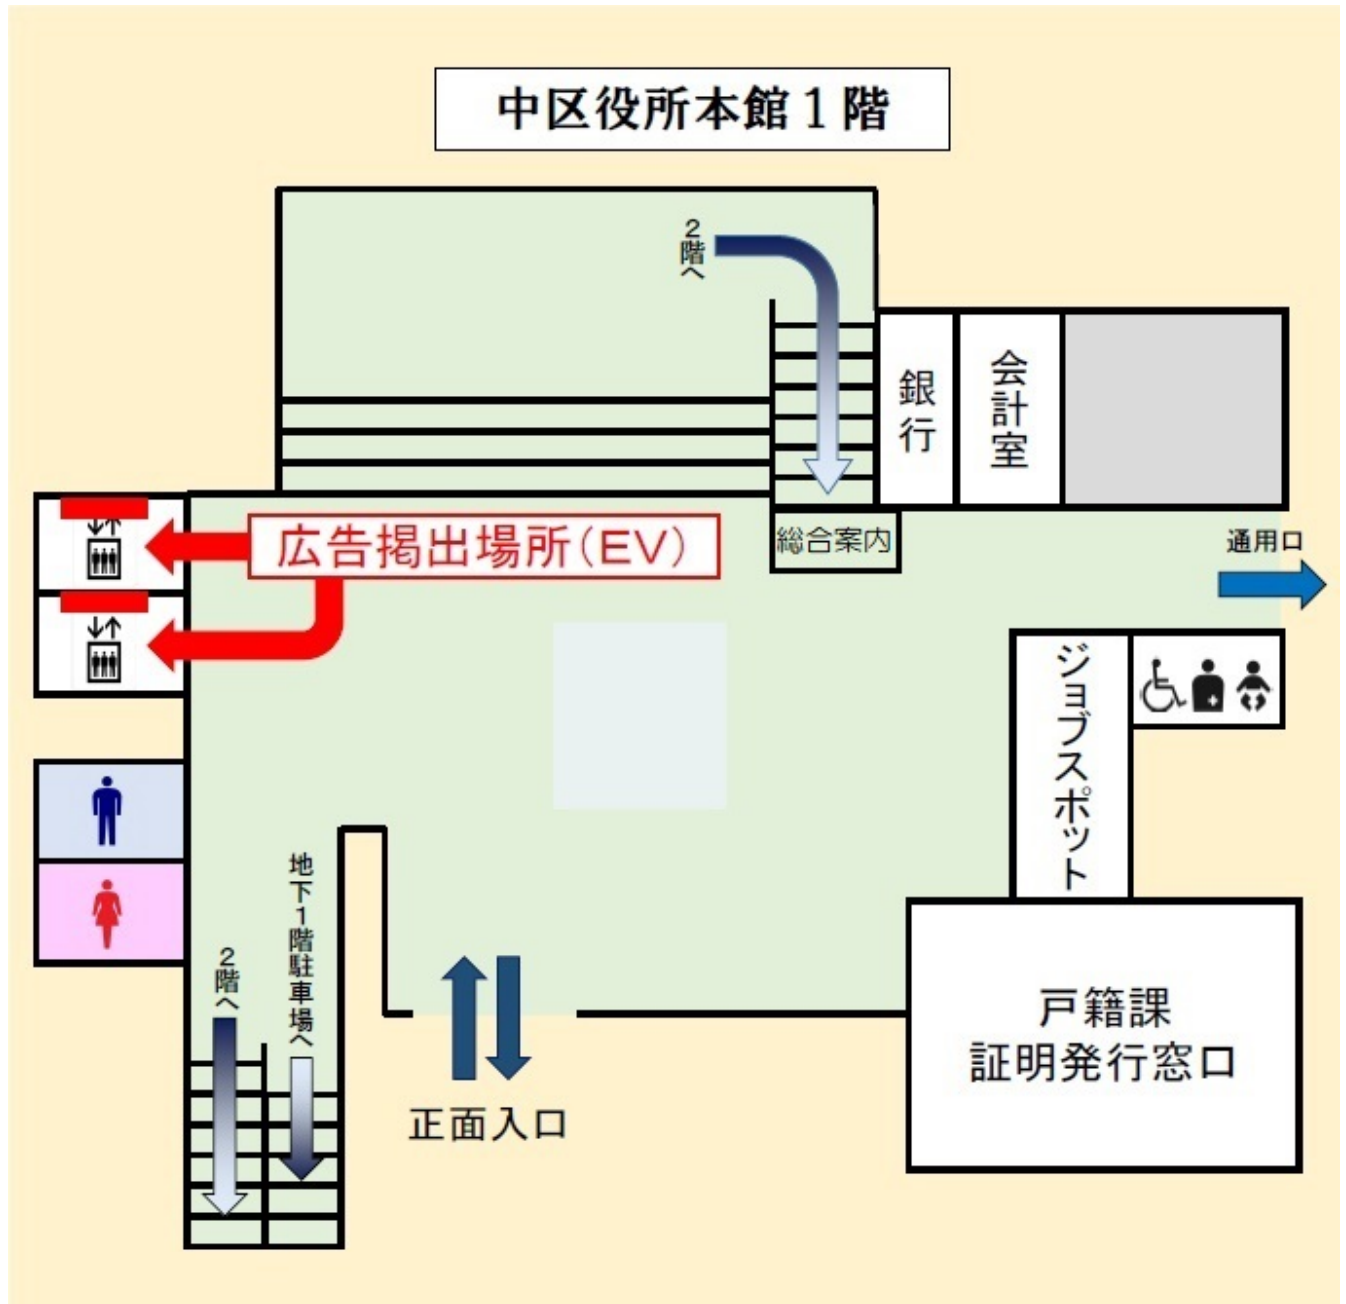 中区役所本館１階
２階へ
銀行
会計室
広告掲出場所（ＥＶ）
総合案内
通用口
ジョブスポット
地下１階駐車場へ
２階へ
戸籍課
証明発行窓口
正面入口